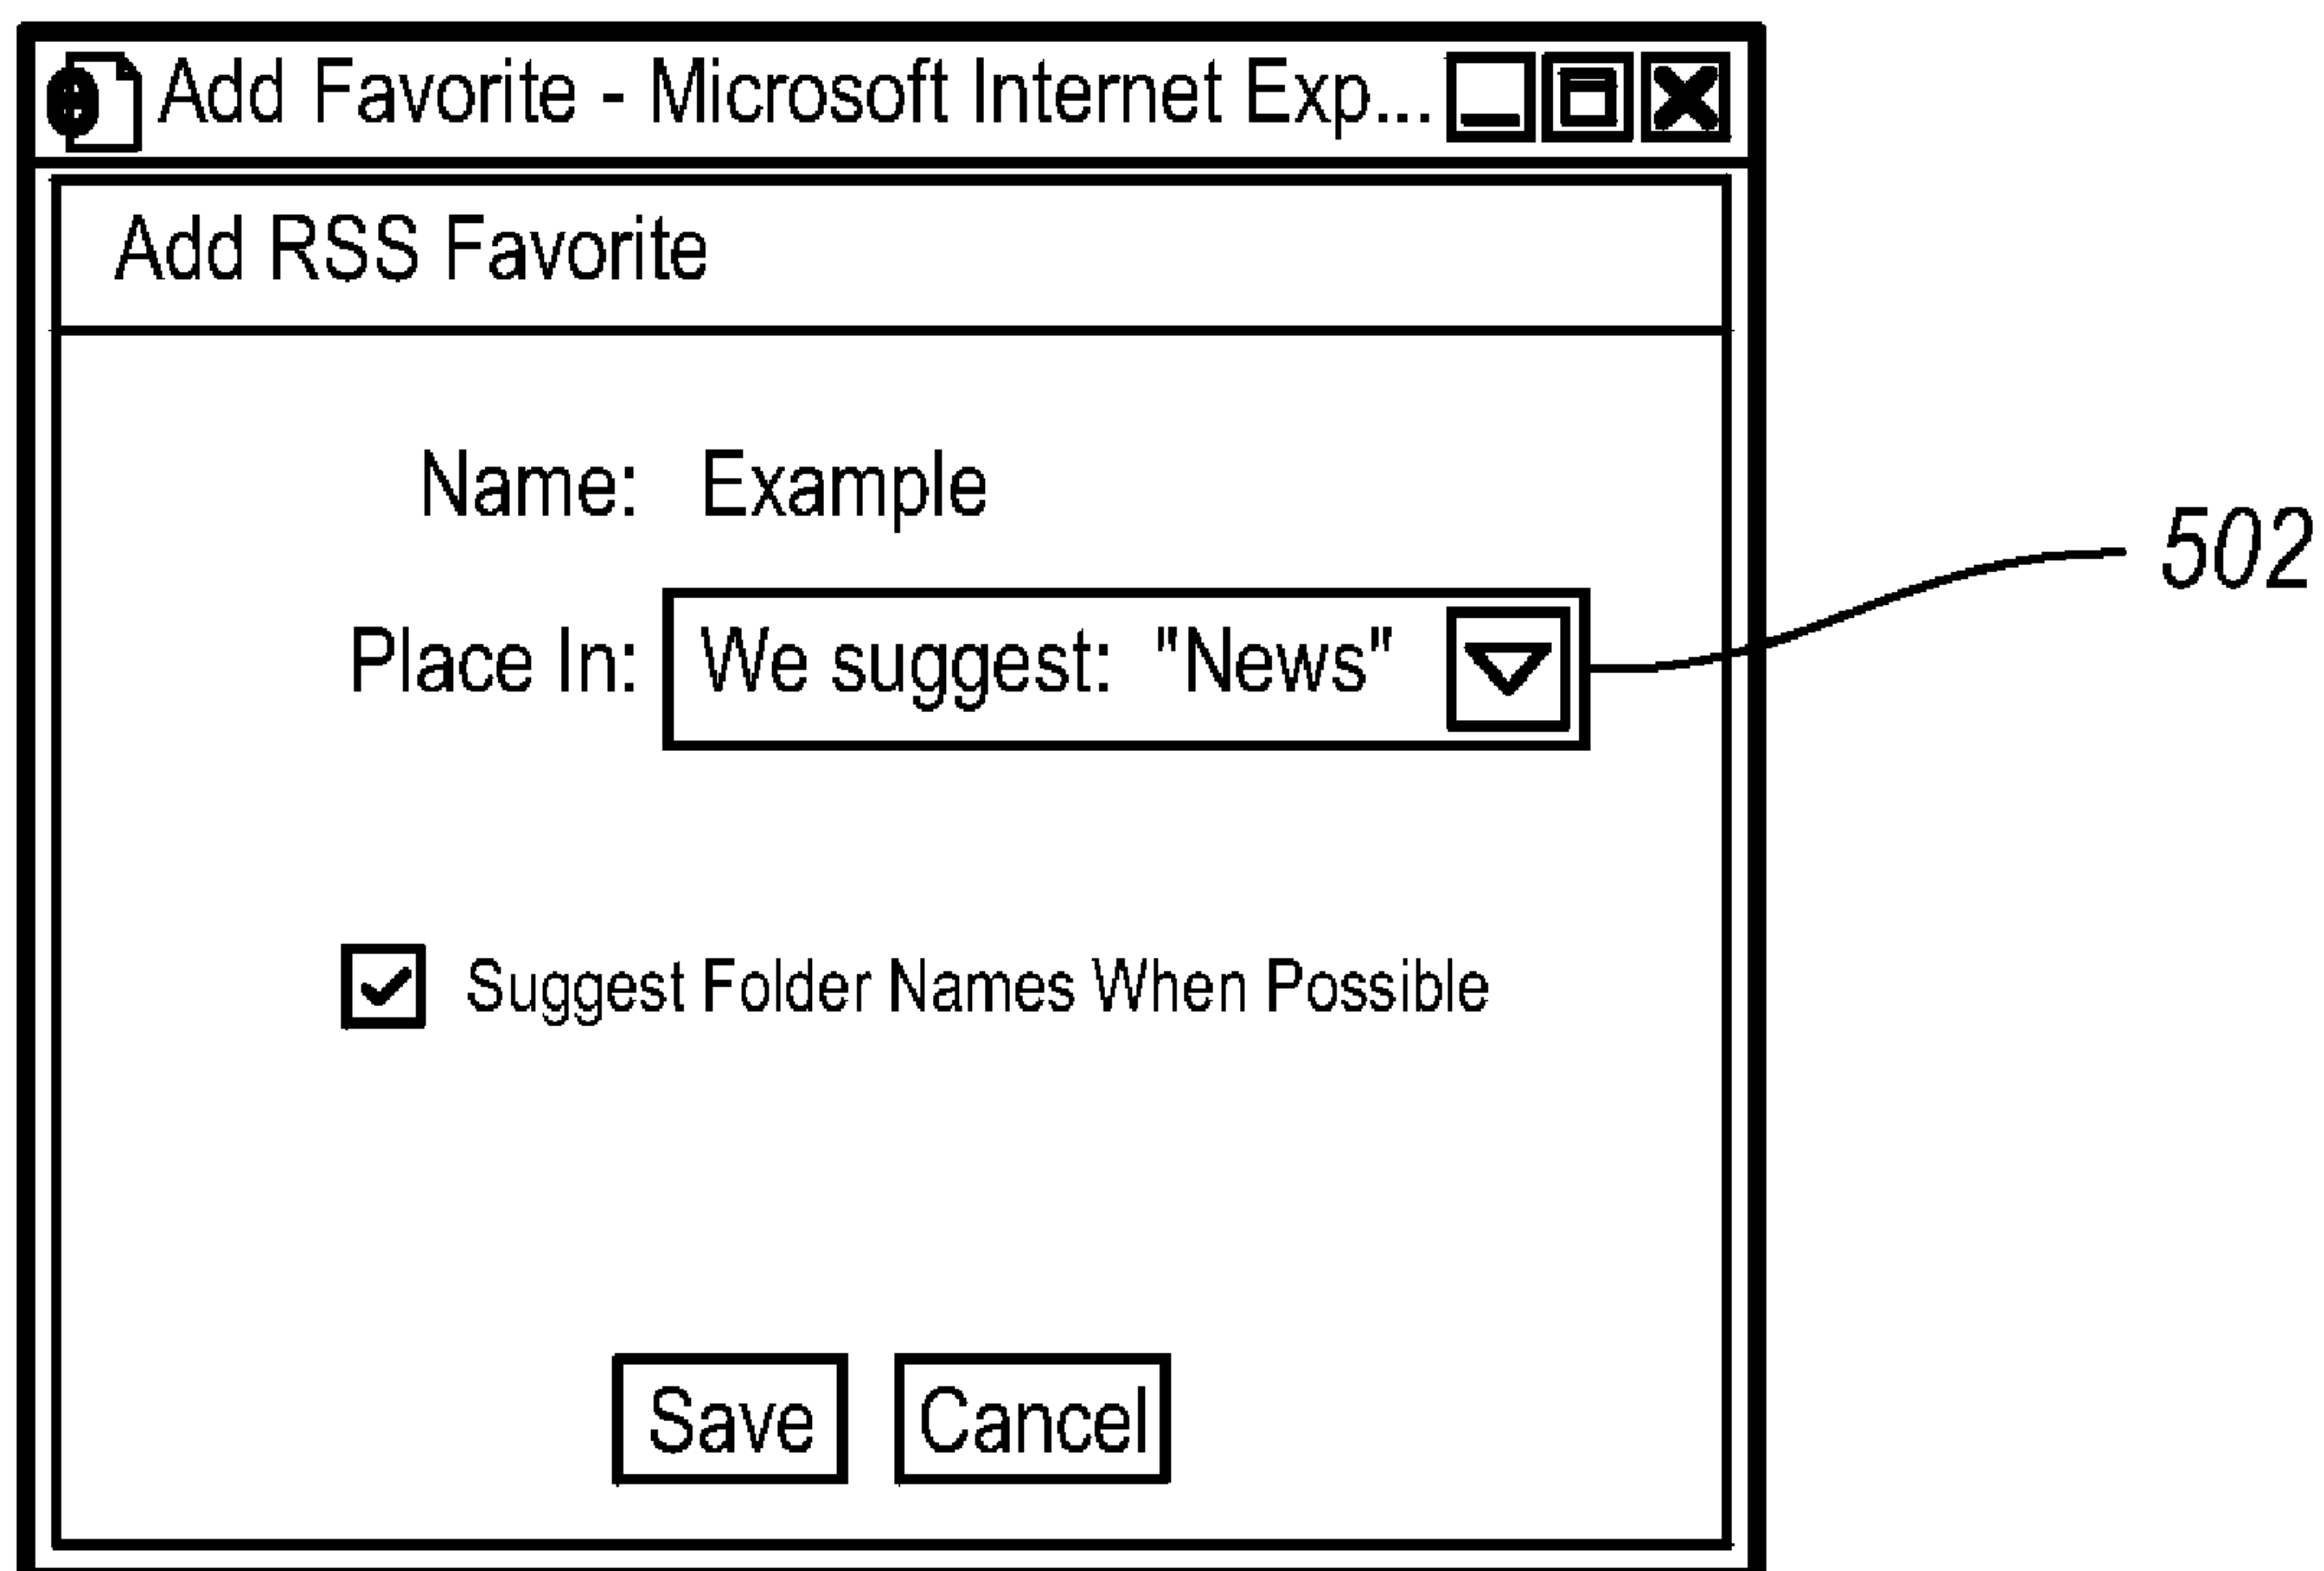 Add Favorite - Microsoft Internet Exp...
Add RSS Favorite
Name: Example
502
Place In: We suggest: "News"
Suggest Folder Names When Possible
Save Cancel